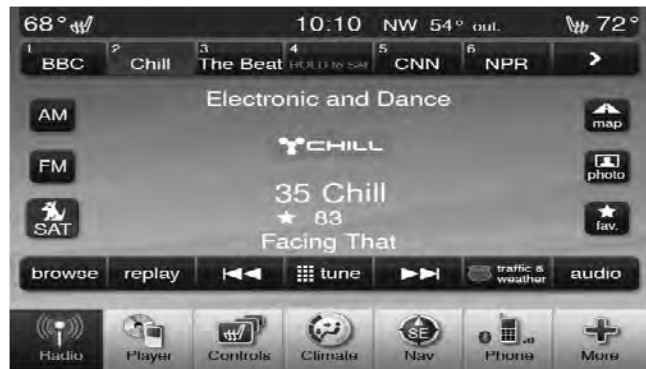 68° 10:10 NW 54° out. 72°
1 BBC 2 Chill 3 The Beat 4 HOLD to Set 5 CNN 6 NPR >
Electronic and Dance
AM
map
CHILL
FM
photo
35 Chill
SAT
★ 83
fav.
Facing That
browse replay tune traffic & weather audio
SE
Radio Player Controls Climate Nav Phone More